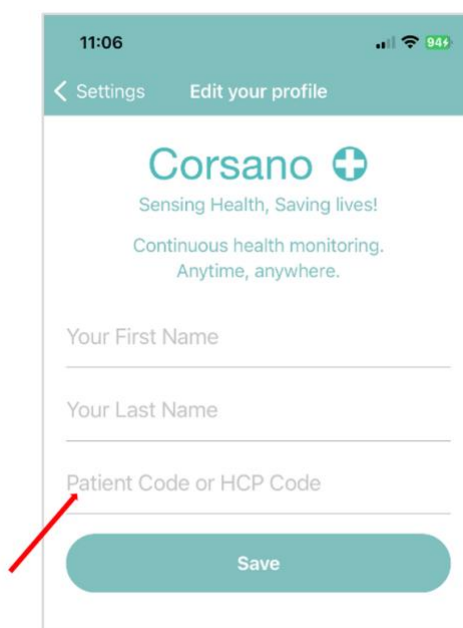 11:06
94
Settings
Edit your profile
Corsano
Sensing Health, Saving lives!
Continuous health monitoring.
Anytime, anywhere.
Your First Name
Your Last Name
Patient Code or HCP Code
Save